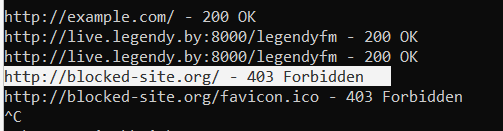 http://example.com/ - 200 OK
http://live.legendy.by:8000/legendyfm - 200 OK
http://live.legendy.by:8000/legendyfm - 200 OK
http://blocked-site.org/ - 403 Forbidden
http://blocked-site.org/favicon.ico - 403 Forbidden
^C